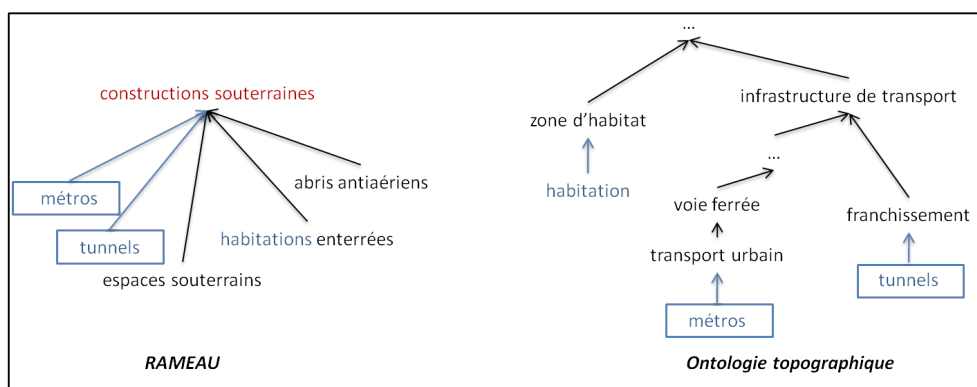 constructions souterraines
abris antiaériens
métros
habitations enterrées
tunnels
espaces souterrains
RAMEAU
...
infrastructure de transport
zone d'habitat
...
habitation
voie ferrée
franchissement
transport urbain
tunnels
métros
Ontologie topographique